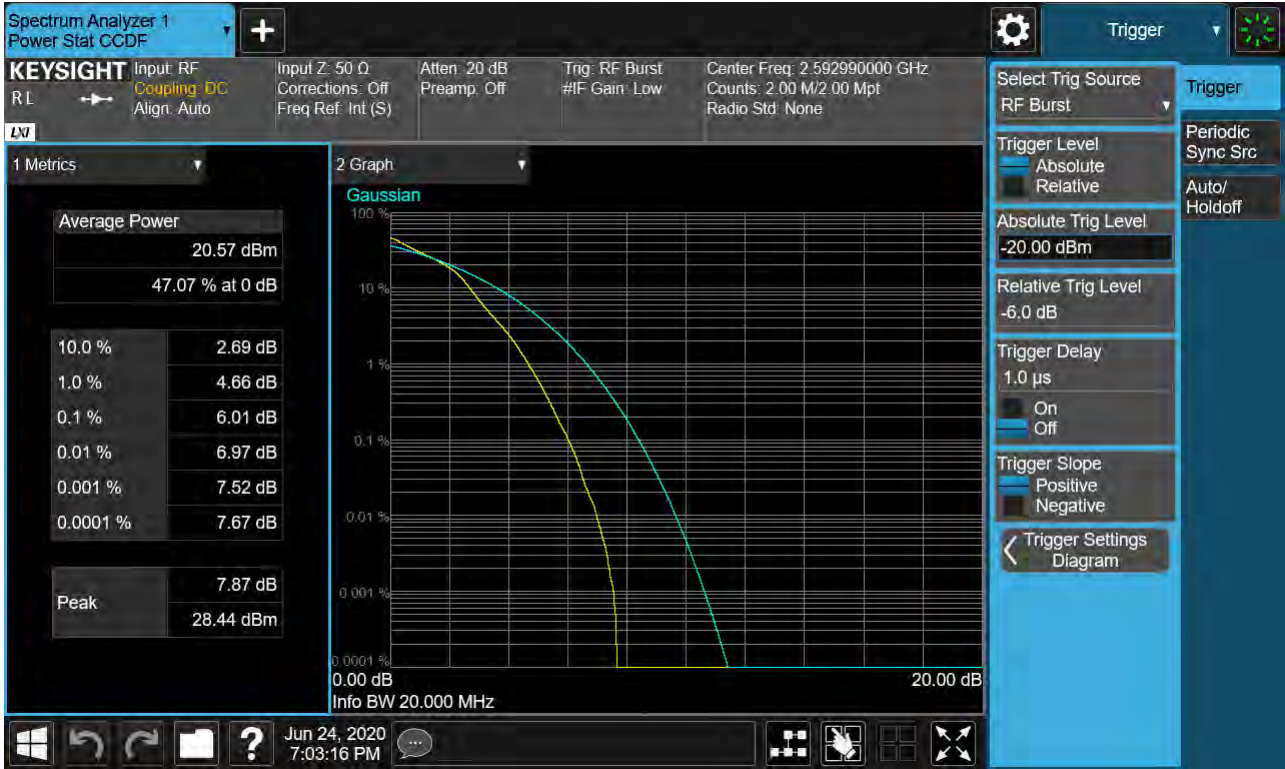 Spectrum Analyzer 1
Power Stat CCDF
+
Trigger
KEYSIGHT
R L
LXI
Input: RF
Coupling: DC
Align: Auto
Input Z: 50 Ω
Corrections: Off
Freq Ref: Int (S)
Atten: 20 dB
Preamp: Off
Trig: RF Burst
#IF Gain: Low
Center Freq: 2.592990000 GHz
Counts: 2.00 M/2.00 Mpt
Radio Std: None
1 Metrics
Average Power
20.57 dBm
47.07 % at 0 dB
10.0 % 2.69 dB
1.0 % 4.66 dB
0.1 % 6.01 dB
0.01 % 6.97 dB
0.001 % 7.52 dB
0.0001 % 7.67 dB
Peak
7.87 dB
28.44 dBm
2 Graph
Gaussian
100 %
10 %
1 %
0.1 %
0.01 %
0.001 %
0.0001 %
0.00 dB 20.00 dB
Info BW 20.000 MHz
Select Trig Source
RF Burst
Trigger Level
Absolute
Relative
Absolute Trig Level
-20.00 dBm
Relative Trig Level
-6.0 dB
Trigger Delay
1.0 µs
On
Off
Trigger Slope
Positive
Negative
Trigger Settings
Diagram
Trigger
Periodic
Sync Src
Auto/
Holdoff
?
Jun 24, 2020
7:03:16 PM